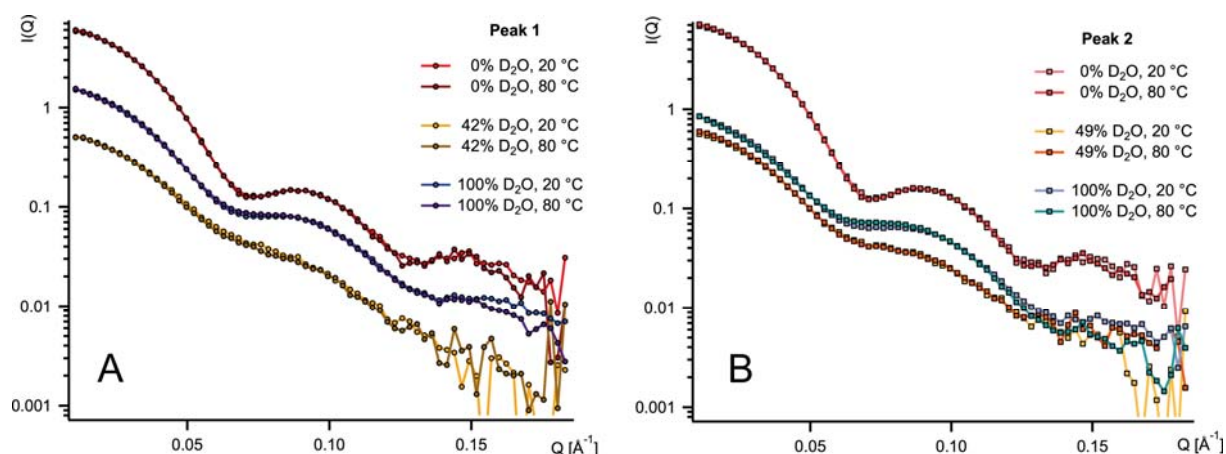 I(Q)
1
0.1
0.01
0.001
0.05
0.10
0.15
Q [Å⁻¹]
Peak 1
0% D₂O, 20 °C
0% D₂O, 80 °C
42% D₂O, 20 °C
42% D₂O, 80 °C
100% D₂O, 20 °C
100% D₂O, 80 °C
A
I(Q)
1
0.1
0.01
0.001
0.05
0.10
0.15
Q [Å⁻¹]
Peak 2
0% D₂O, 20 °C
0% D₂O, 80 °C
49% D₂O, 20 °C
49% D₂O, 80 °C
100% D₂O, 20 °C
100% D₂O, 80 °C
B